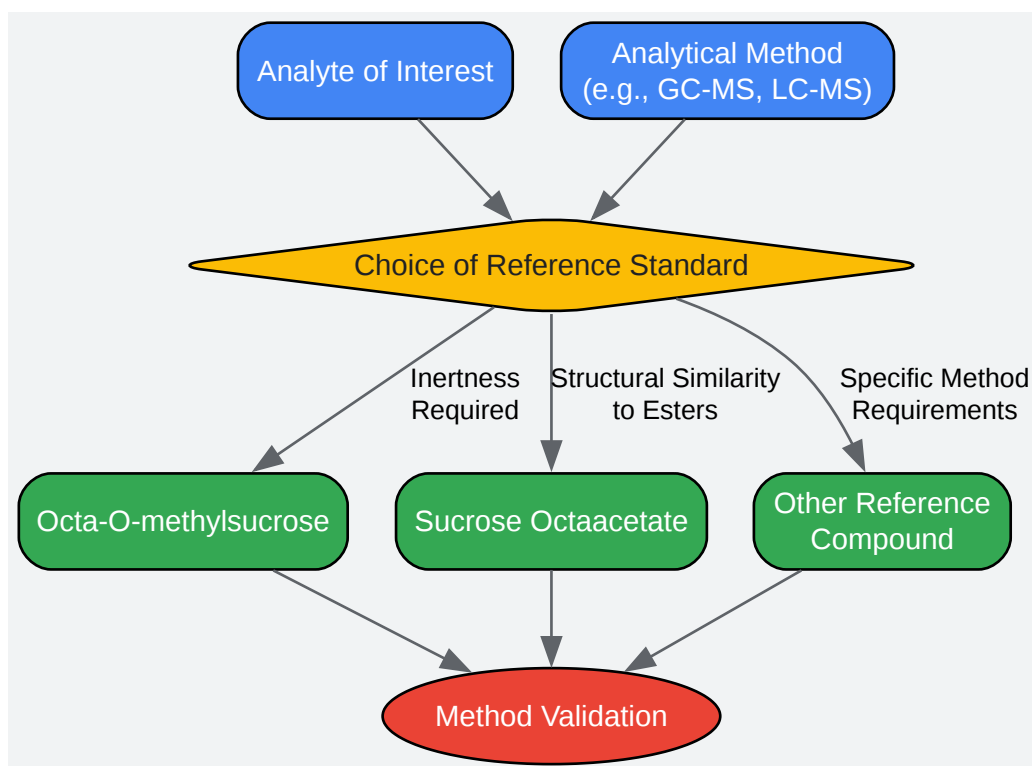 Analyte of Interest
Analytical Method
(e.g., GC-MS, LC-MS)
Choice of Reference Standard
Inertness
Required
Structural Similarity
to Esters
Specific Method
Requirements
Octa-O-methylsucrose
Sucrose Octaacetate
Other Reference
Compound
Method Validation